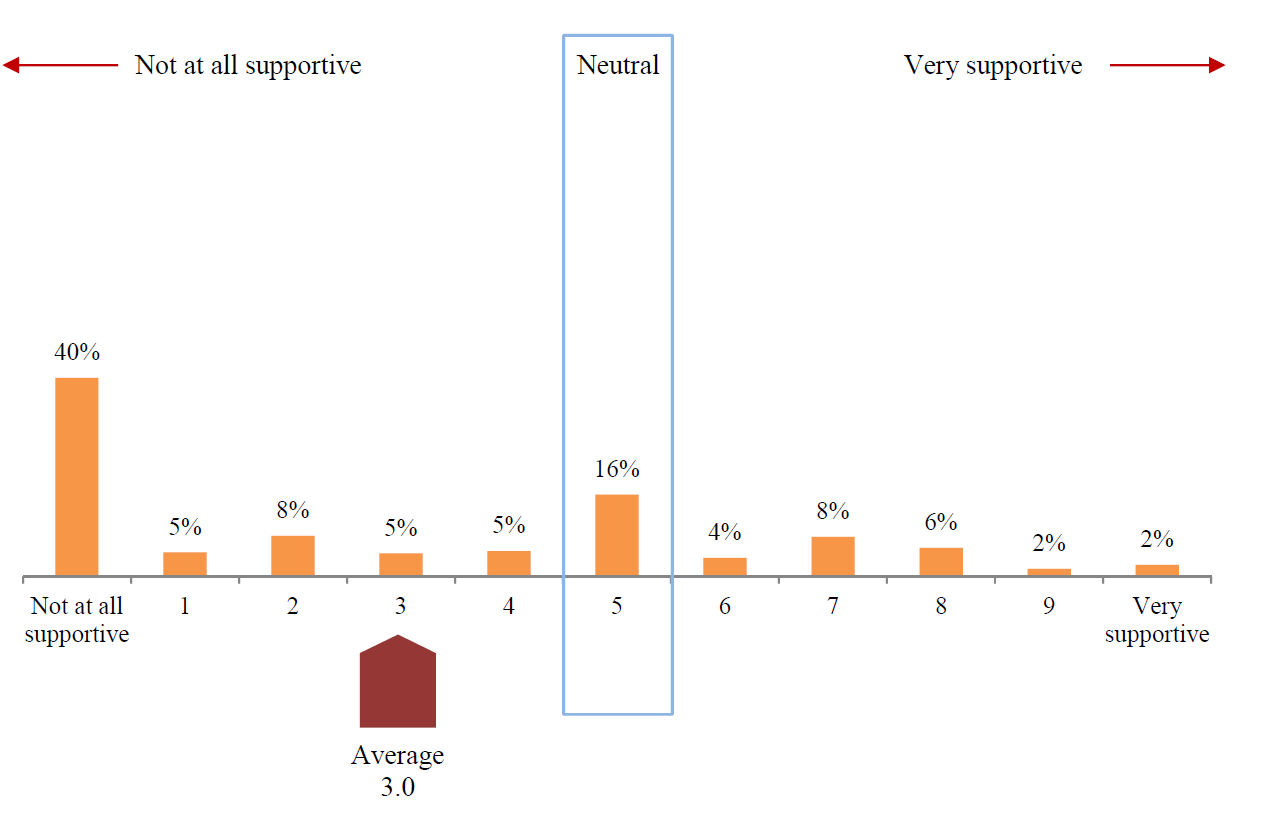 Not at all supportive
Neutral
Very supportive
40%
5%
8%
5%
5%
16%
4%
8%
6%
2%
2%
Not at all
supportive
1
2
3
4
5
6
7
8
9
Very
supportive
Average
3.0